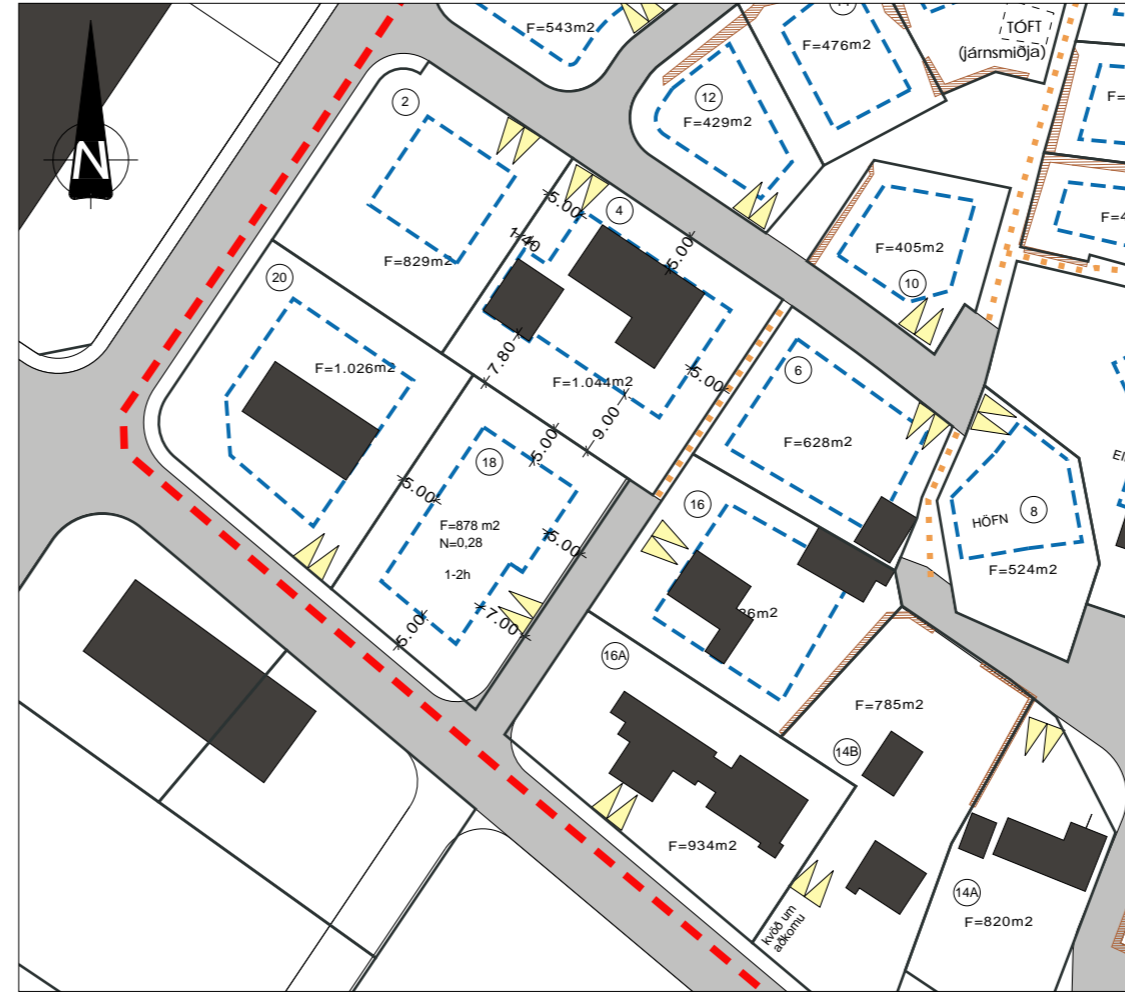 F=543m2
F=476m2
TÓFT
(járnsmiðja)
12
F=429m2
2
N
4
5.00
1.40
5.00
F=829m2
F=405m2
10
20
F=1.026m2
7.80
F=1.044m2
5.00
9.00
6
F=628m2
18
5.00
5.00
F=878 m2
N=0,28
1-2h
5.00
5.00
7.00
16
HÖFN
8
F=524m2
16A
F=785m2
14B
F=934m2
14A
F=820m2
kvöð um
aðkomu